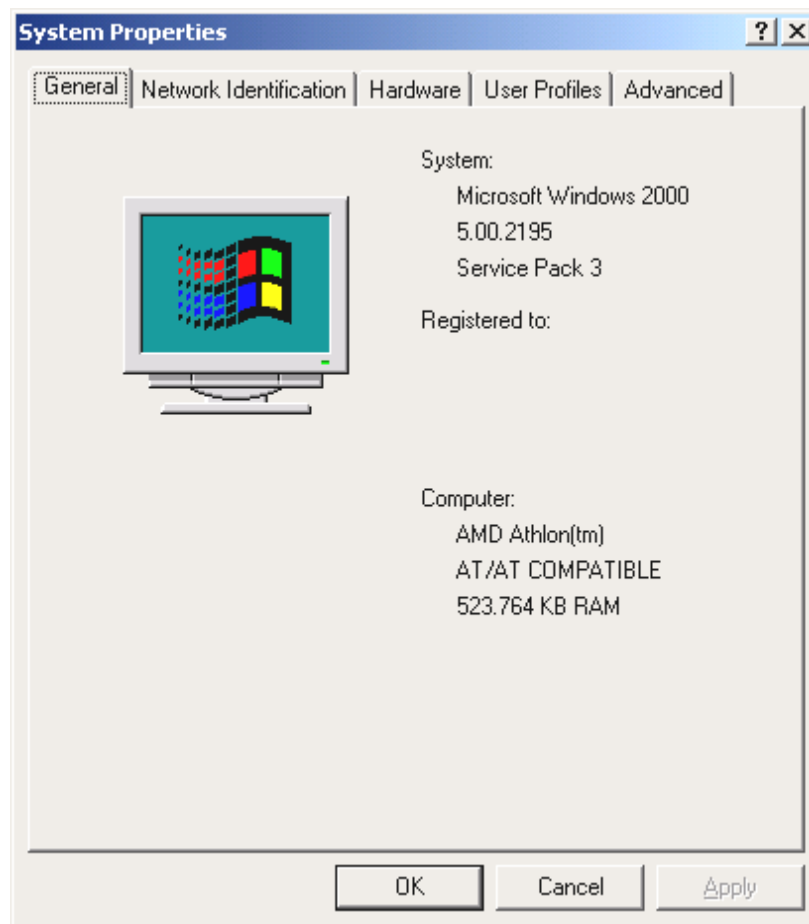 System Properties
General Network Identification Hardware User Profiles Advanced
System:
Microsoft Windows 2000
5.00.2195
Service Pack 3
Registered to:
Computer:
AMD Athlon(tm)
AT/AT COMPATIBLE
523.764 KB RAM
OK Cancel Apply